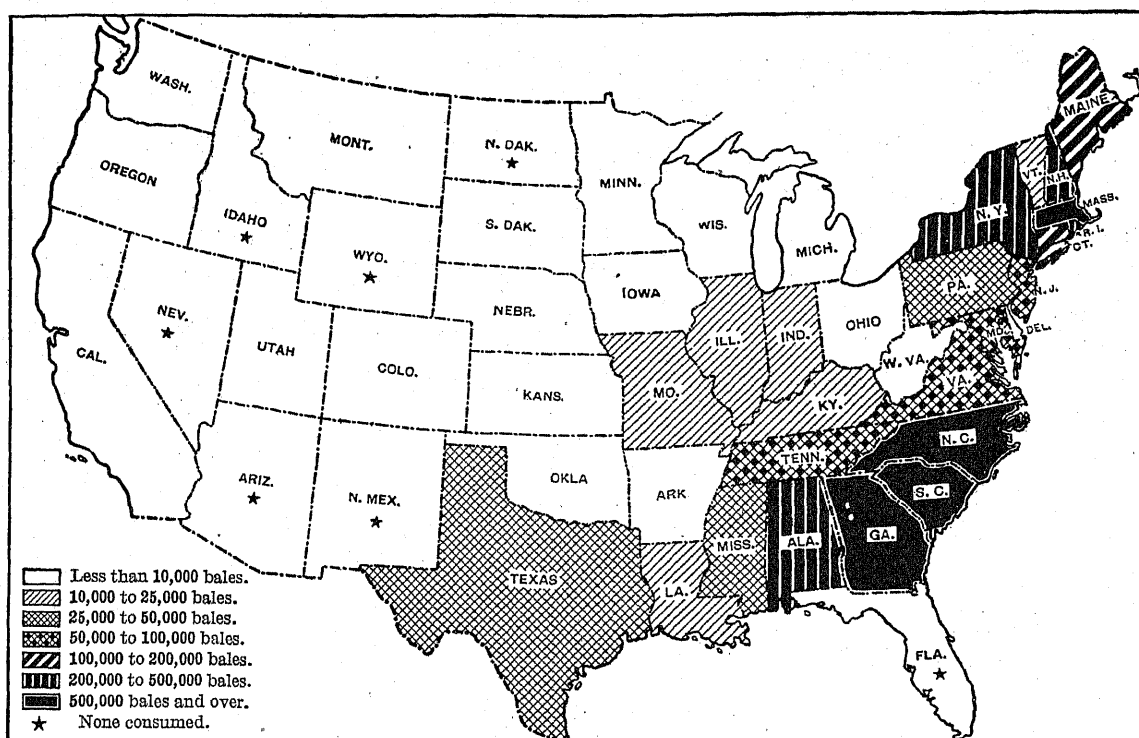 WASH.
MAINE
MONT.
N. DAK.
OREGON
MINN.
VT.
N.H.
MASS.
IDAHO
S. DAK.
WIS.
N. Y.
R. I.
CT.
WYO.
MICH.
PA.
N. J.
NEV.
NEBR.
IOWA
OHIO
MD.
DEL.
CAL.
UTAH
COLO.
ILL.
IND.
W. VA.
VA.
KANS.
MO.
KY.
N. C.
TENN.
ARIZ.
N. MEX.
OKLA
ARK
S. C.
MISS.
ALA.
GA.
TEXAS
LA.
FLA.
Less than 10,000 bales.
10,000 to 25,000 bales.
25,000 to 50,000 bales.
50,000 to 100,000 bales.
100,000 to 200,000 bales.
200,000 to 500,000 bales.
500,000 bales and over.
★ None consumed.